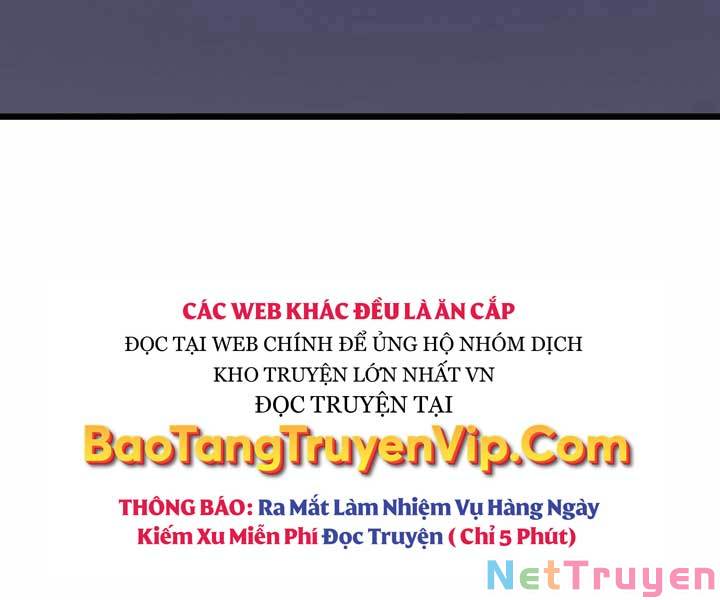 CÁC WEB KHÁC ĐỀU LÀ ĂN CẮP
ĐỌC TẠI WEB CHÍNH ĐỂ ỦNG HỘ NHÓM DỊCH
KHO TRUYỆN LỚN NHẤT VN
ĐỌC TRUYỆN TẠI
BaoTangTruyenVip.Com
THÔNG BÁO: Ra Mắt Làm Nhiệm Vụ Hàng Ngày
Kiếm Xu Miễn Phí Đọc Truyện ( Chỉ 5 Phút)
NetTruyen